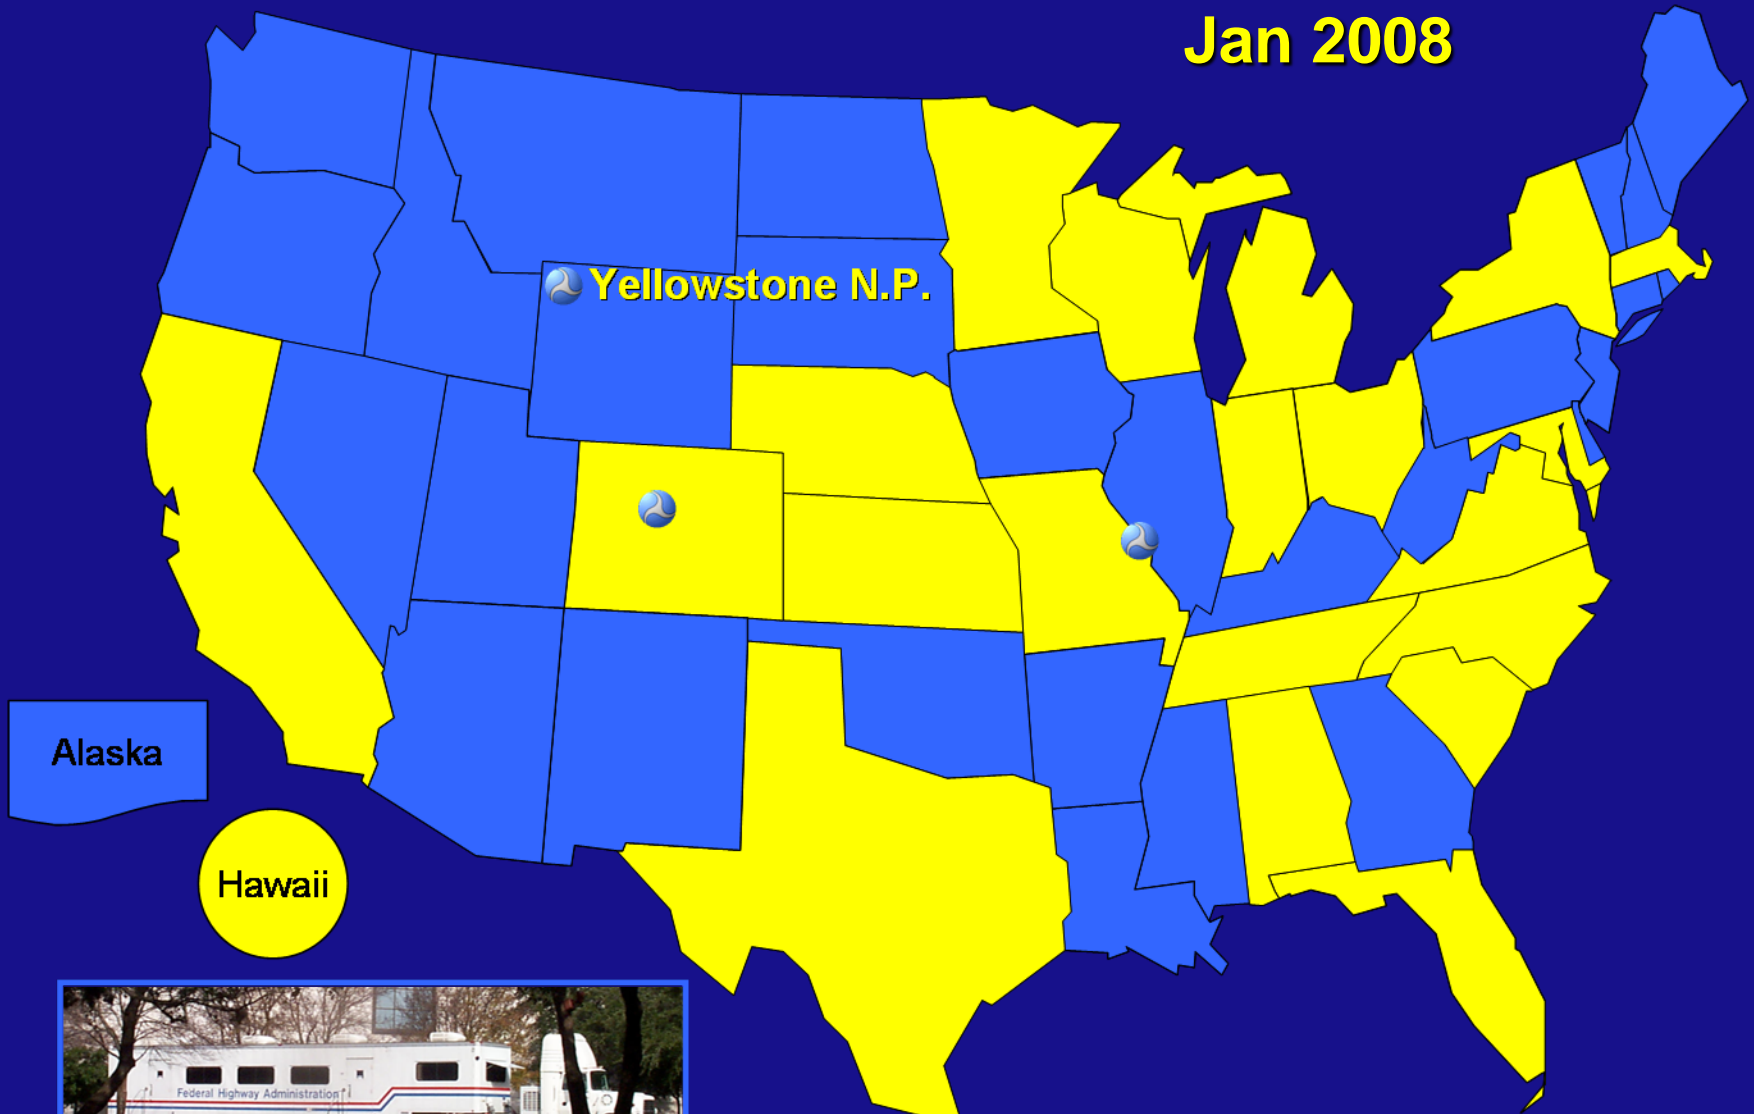 Jan 2008
Yellowstone N.P.
Alaska
Hawaii
Federal Highway Administration